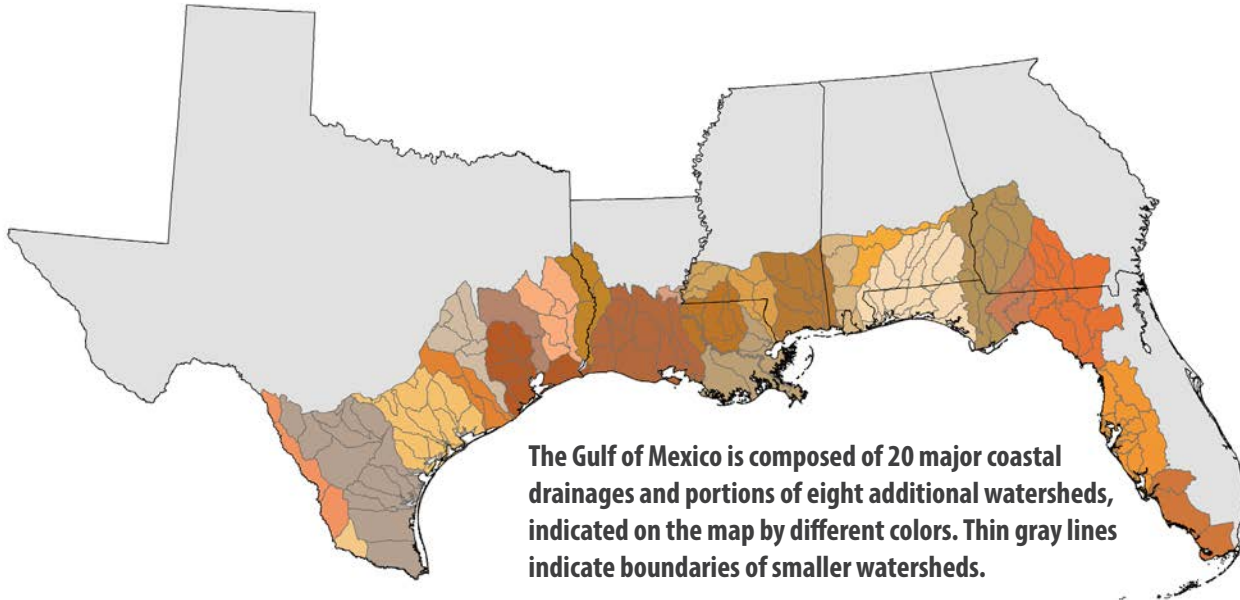 The Gulf of Mexico is composed of 20 major coastal
drainages and portions of eight additional watersheds,
indicated on the map by different colors. Thin gray lines
indicate boundaries of smaller watersheds.